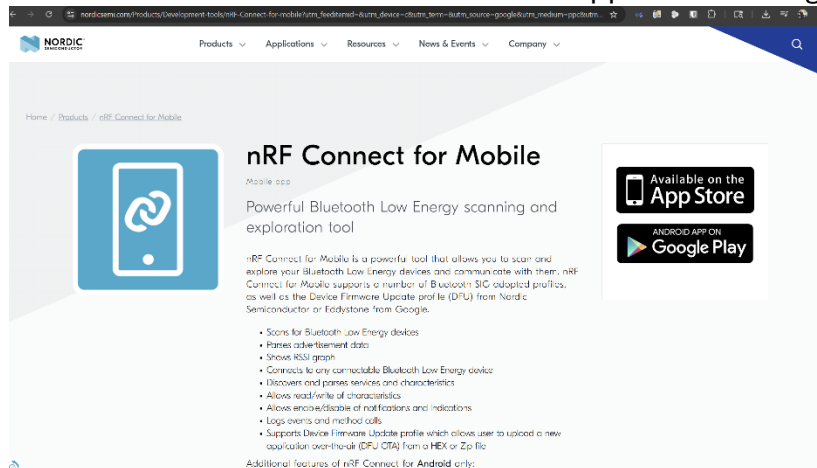 nordicsemi.com/Products/Development-tools/nRF-Connect-for-mobile?utm_feeditemid=&utm_device=c&utm_term=&utm_source=google&utm_medium=ppc&utm...
NORDIC
SEMICONDUCTOR
Products
Applications
Resources
News & Events
Company
Home / Products / nRF Connect for Mobile
nRF Connect for Mobile
Mobile app
Powerful Bluetooth Low Energy scanning and
exploration tool
nRF Connect for Mobile is a powerful tool that allows you to scan and
explore your Bluetooth Low Energy devices and communicate with them. nRF
Connect for Mobile supports a number of Bluetooth SIG adopted profiles,
as well as the Device Firmware Update profile (DFU) from Nordic
Semiconductor or Eddystone from Google.
• Scans for Bluetooth Low Energy devices
• Parses advertisement data
• Shows RSSI graph
• Connects to any connectable Bluetooth Low Energy device
• Discovers and parses services and characteristics
• Allows read/write of characteristics
• Allows enable/disable of notifications and indications
• Logs events and method calls
• Supports Device Firmware Update profile which allows user to upload a new
application over-the-air (DFU OTA) from a HEX or Zip file
Additional features of nRF Connect for Android only:
Available on the
App Store
ANDROID APP ON
Google Play